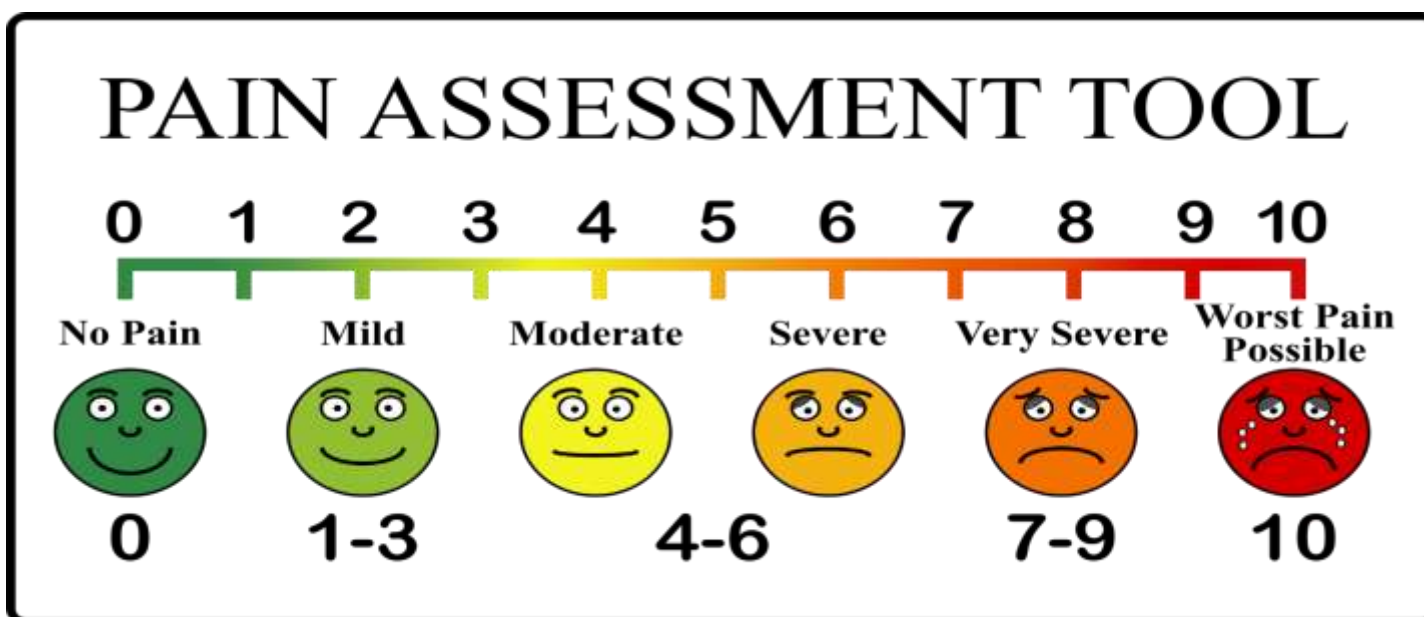 PAIN ASSESSMENT TOOL
0 1 2 3 4 5 6 7 8 9 10
No Pain Mild Moderate Severe Very Severe Worst Pain
Possible
0 1-3 4-6 7-9 10